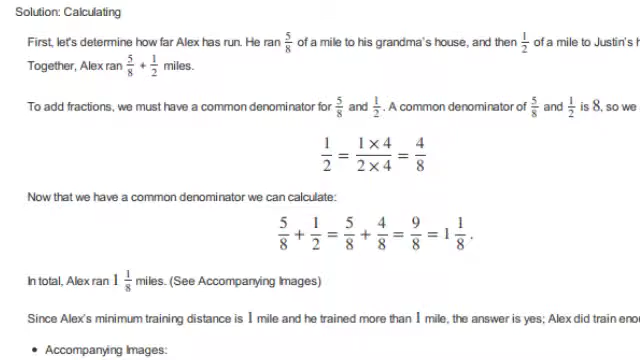 Solution: Calculating
First, let's determine how far Alex has run. He ran 5/8 of a mile to his grandma's house, and then 1/2 of a mile to Justin's
Together, Alex ran 5/8 + 1/2 miles.
To add fractions, we must have a common denominator for 5/8 and 1/2. A common denominator of 5/8 and 1/2 is 8, so we
1/2 = (1 × 4)/(2 × 4) = 4/8
Now that we have a common denominator we can calculate:
5/8 + 1/2 = 5/8 + 4/8 = 9/8 = 1 1/8.
In total, Alex ran 1 1/8 miles. (See Accompanying Images)
Since Alex's minimum training distance is 1 mile and he trained more than 1 mile, the answer is yes; Alex did train
• Accompanying Images: